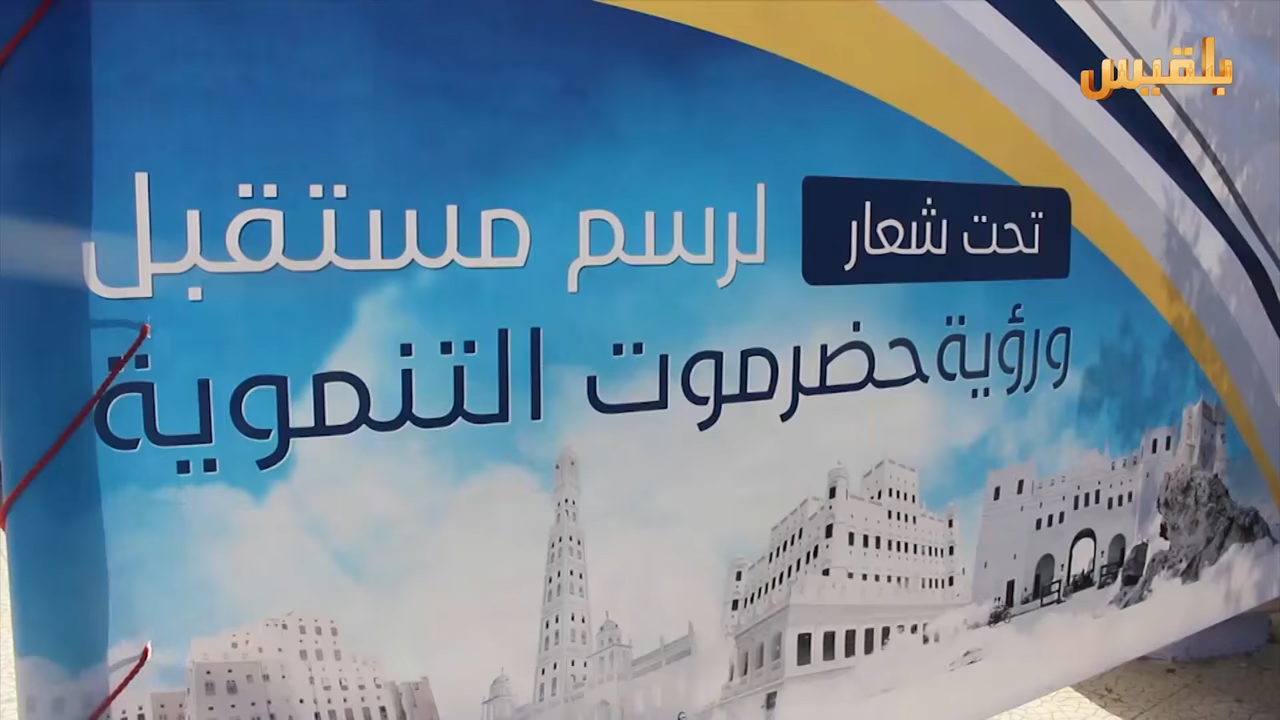 بلقيس
تحت شعار لرسم مستقبل
ورؤية حضرموت التنموية